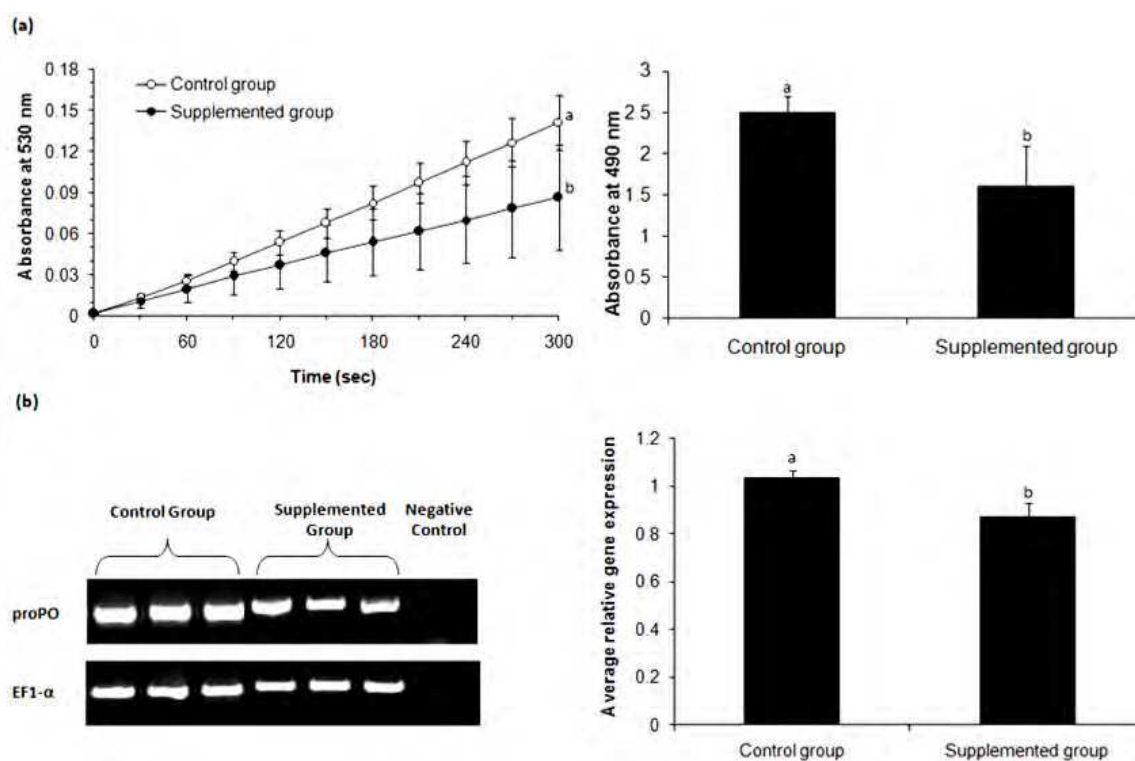 (a)
0.18
0.15
0.12
0.09
0.06
0.03
0
Absorbance at 530 nm
Control group
Supplemented group
a
b
0 60 120 180 240 300
Time (sec)
3
2.5
2
1.5
1
0.5
0
Absorbance at 490 nm
a
b
Control group Supplemented group
(b)
Control Group
Supplemented
Group
Negative
Control
proPO
EF1-α
1.2
1
0.8
0.6
0.4
0.2
0
A verage relative gene expression
a
b
Control group Supplemented group